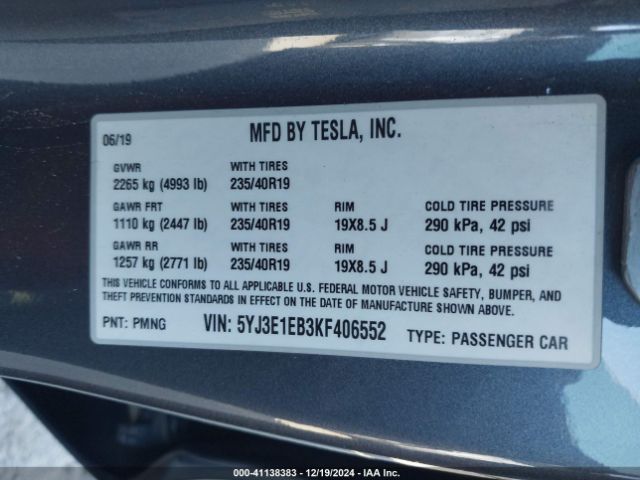 06/19 MFD BY TESLA, INC.
GVWR WITH TIRES
2265 kg (4993 lb) 235/40R19
GAWR FRT WITH TIRES RIM COLD TIRE PRESSURE
1110 kg (2447 lb) 235/40R19 19X8.5 J 290 kPa, 42 psi
GAWR RR WITH TIRES RIM COLD TIRE PRESSURE
1257 kg (2771 lb) 235/40R19 19X8.5 J 290 kPa, 42 psi
THIS VEHICLE CONFORMS TO ALL APPLICABLE U.S. FEDERAL MOTOR VEHICLE SAFETY, BUMPER, AND
THEFT PREVENTION STANDARDS IN EFFECT ON THE DATE OF MANUFACTURE SHOWN ABOVE.
PNT: PMNG VIN: 5YJ3E1EB3KF406552 TYPE: PASSENGER CAR
000-41138383 - 12/19/2024 - IAA Inc.